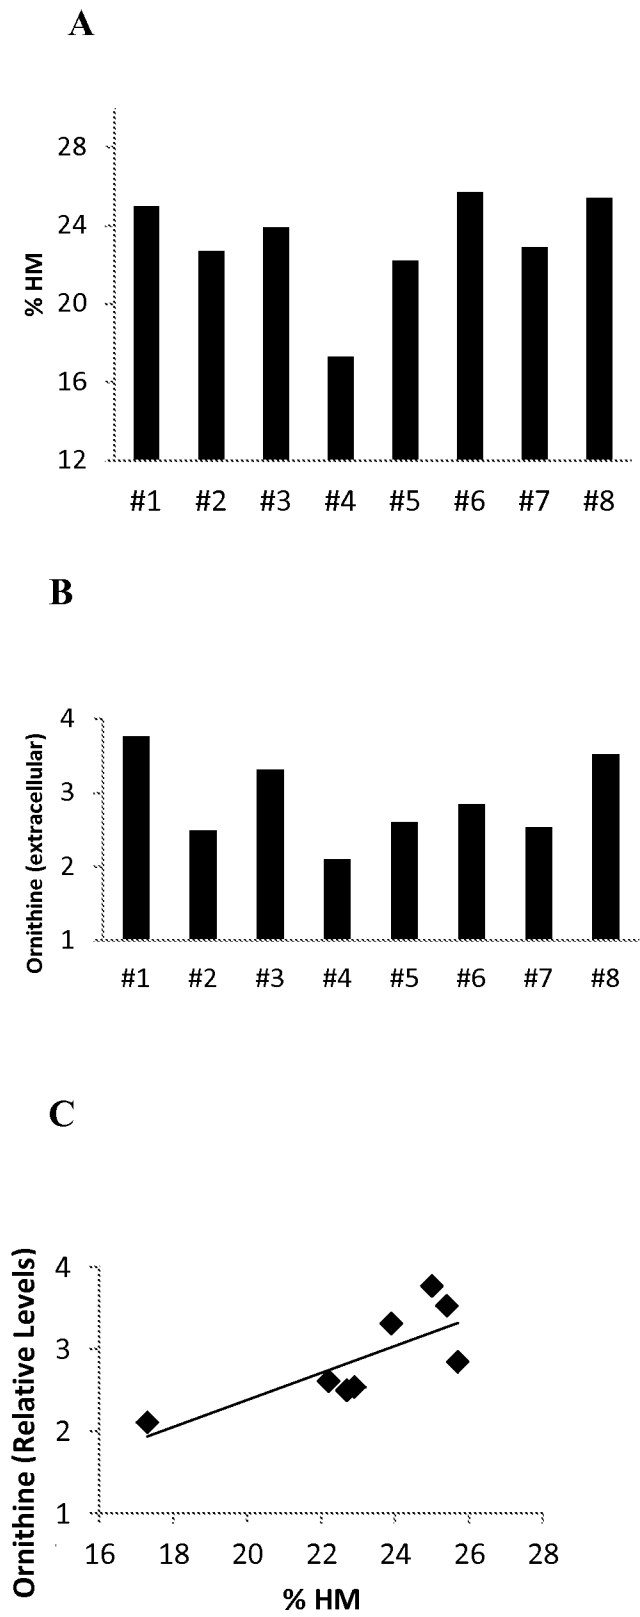 A
% HM
28
24
20
16
12
#1 #2 #3 #4 #5 #6 #7 #8
B
Ornithine (extracellular)
4
3
2
1
#1 #2 #3 #4 #5 #6 #7 #8
C
Ornithine (Relative Levels)
4
3
2
1
16 18 20 22 24 26 28
% HM